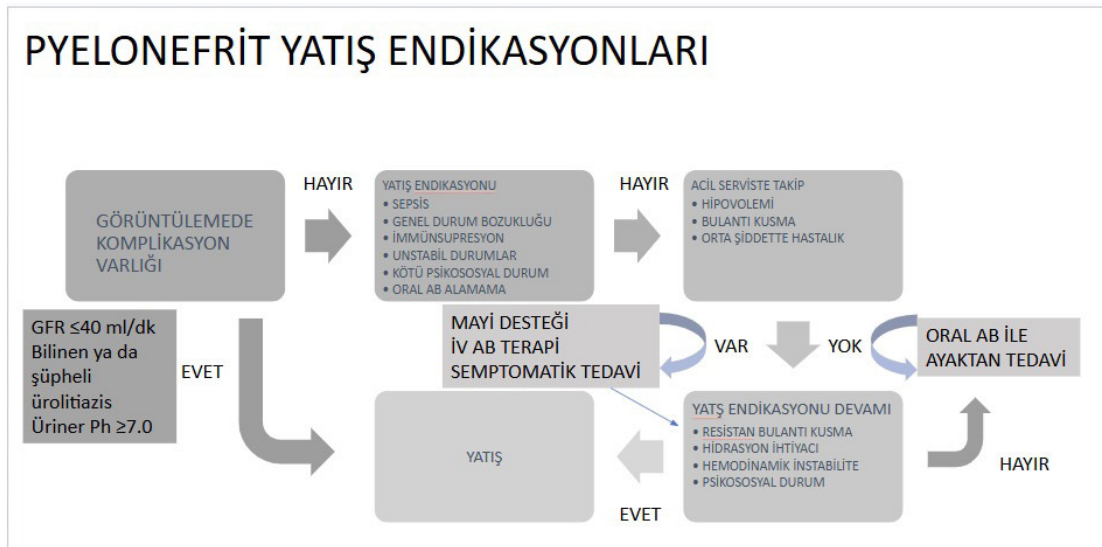 PYELONEFRİT YATIŞ ENDİKASYONLARI
GÖRÜNTÜLEMEDE
KOMPLİKASYON
VARLIĞI
HAYIR
YATIŞ ENDIKASYONU
• SEPSİS
• GENEL DURUM BOZUKLUĞU
• İMMÜNSUPRESYON
• UNSTABİL DURUMLAR
• KÖTÜ PSİKOSOSYAL DURUM
• ORAL AB ALAMAMA
HAYIR
ACİL SERVİSTE TAKİP
• HİPOVOLEMİ
• BULANTI KUSMA
• ORTA ŞİDDETTE HASTALIK
GFR ≤40 ml/dk
Bilinen ya da
şüpheli
ürolitiazis
Üriner Ph ≥7.0
EVET
MAYİ DESTEĞİ
İV AB TERAPİ
SEMPTOMATİK TEDAVİ
VAR
YOK
ORAL AB İLE
AYAKTAN TEDAVİ
YATIŞ
YATŞ ENDİKASYONU DEVAMI
• RESİSTAN BULANTI KUSMA
• HİDRASYON İHTİYACI
• HEMODİNAMİK İNSTABİLİTE
• PSİKOSOSYAL DURUM
EVET
HAYIR